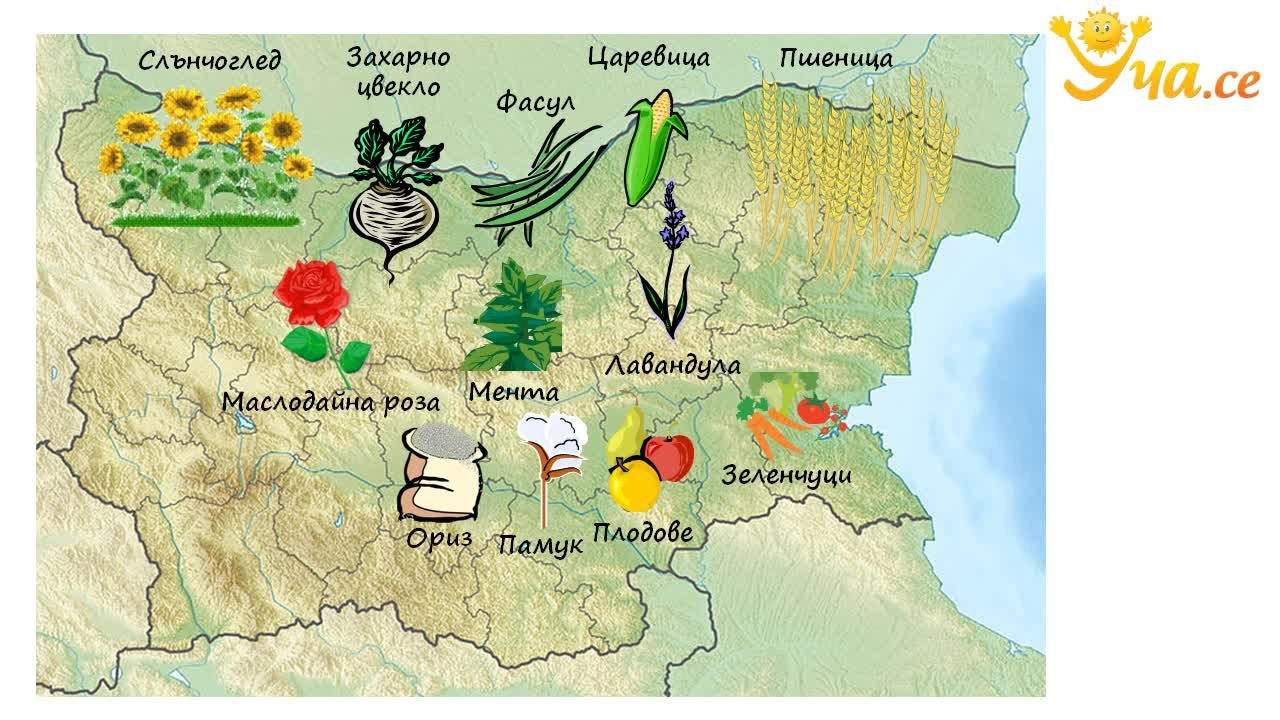 Слънчоглед
Захарно
цвекло
Фасул
Царевица
Пшеница
Уча.се
Маслодайна роза
Мента
Лавандула
Зеленчуци
Ориз
Памук
Плодове